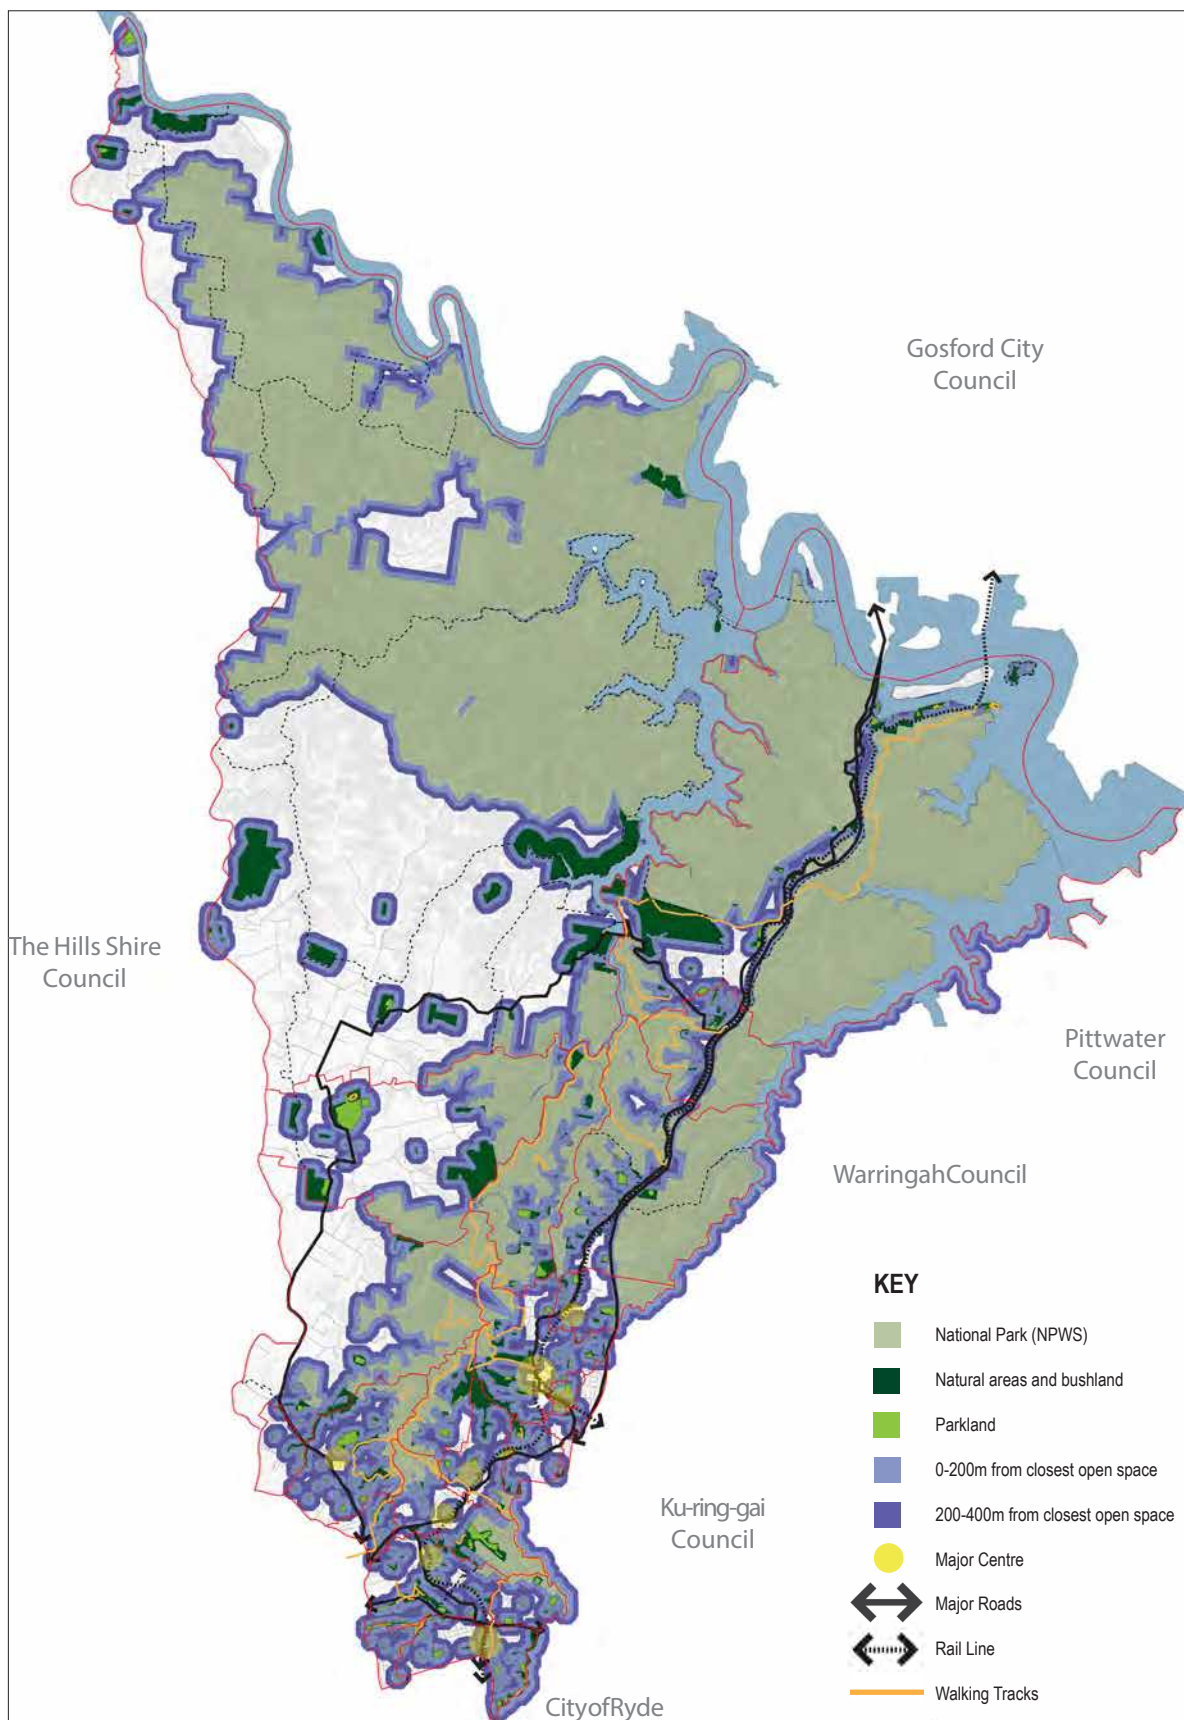 Gosford City
Council
The Hills Shire
Council
Pittwater
Council
WarringahCouncil
Ku-ring-gai
Council
CityofRyde
KEY
National Park (NPWS)
Natural areas and bushland
Parkland
0-200m from closest open space
200-400m from closest open space
Major Centre
Major Roads
Rail Line
Walking Tracks